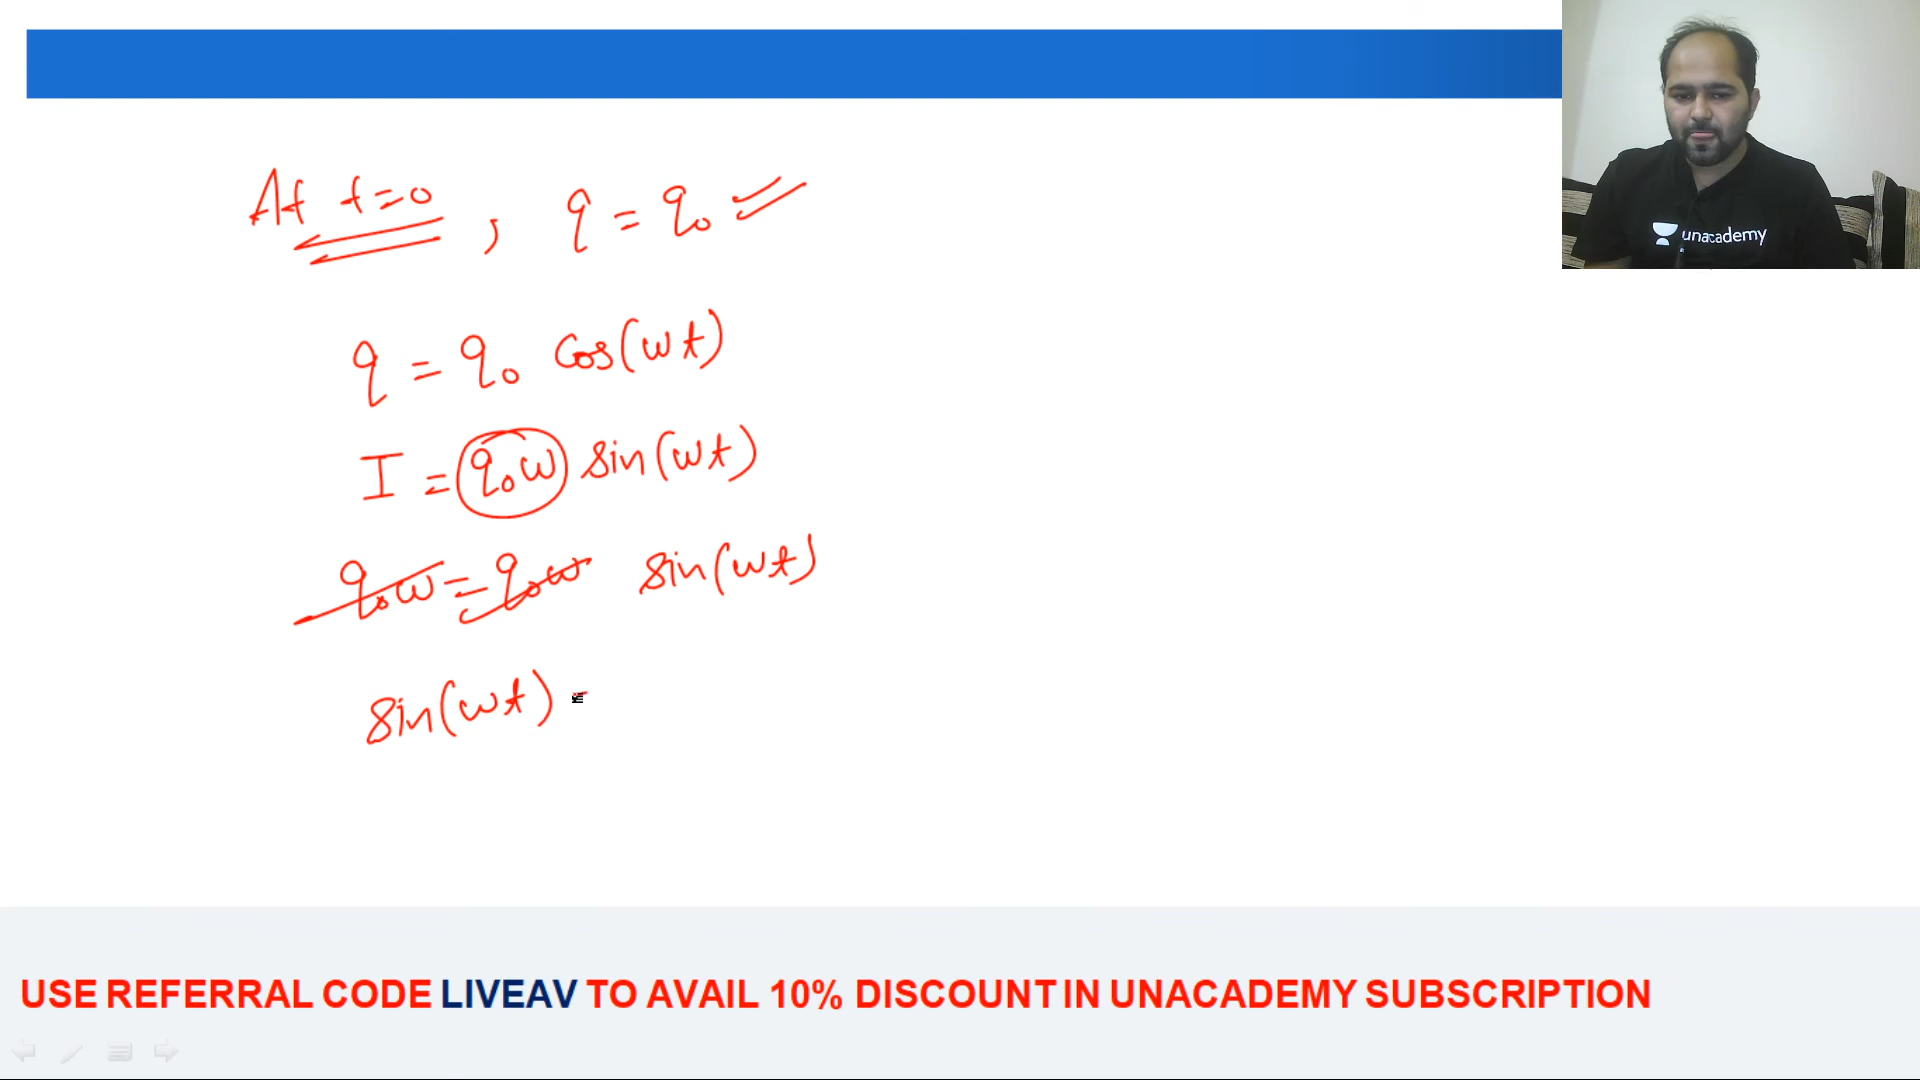 At t=0 , q = q₀
unacademy
q = q₀ cos(ωt)
I = q₀ω sin(ωt)
q₀ω = q₀ω sin(ωt)
sin(ωt) =
USE REFERRAL CODE LIVEAV TO AVAIL 10% DISCOUNT IN UNACADEMY SUBSCRIPTION